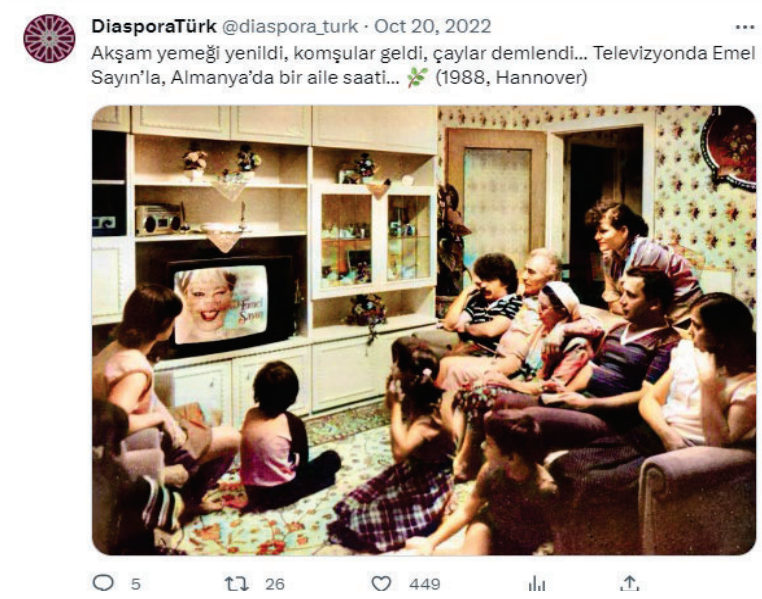 DiasporaTürk @diaspora_turk · Oct 20, 2022
Akşam yemeği yenildi, komşular geldi, çaylar demlendi... Televizyonda Emel
Sayın’la, Almanya’da bir aile saati... 🌿 (1988, Hannover)
Emel
Sayın
5 26 449